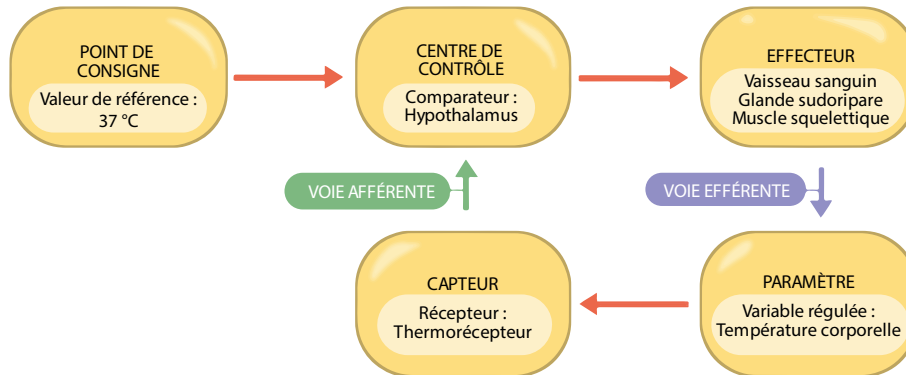 POINT DE
CONSIGNE
Valeur de référence :
37 °C
CENTRE DE
CONTRÔLE
Comparateur :
Hypothalamus
EFFECTEUR
Vaisseau sanguin
Glande sudoripare
Muscle squelettique
VOIE AFFÉRENTE
VOIE EFFÉRENTE
CAPTEUR
Récepteur :
Thermorécepteur
PARAMÈTRE
Variable régulée :
Température corporelle